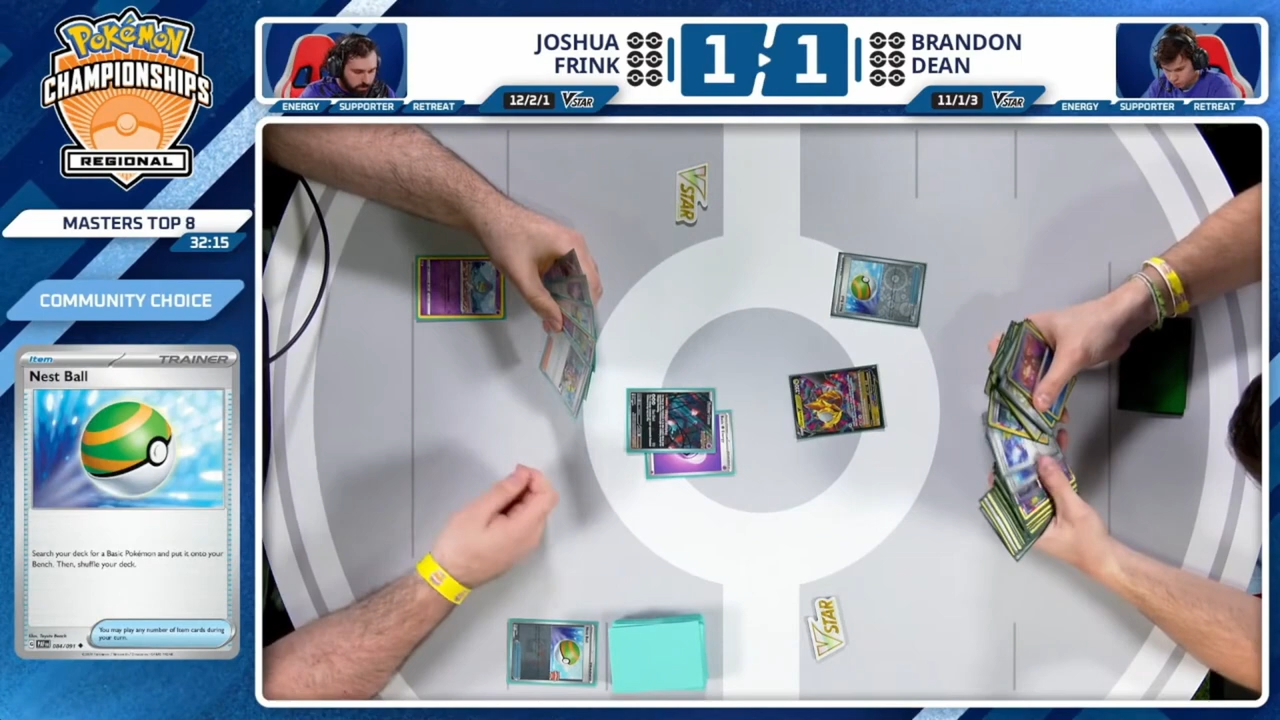 POKÉMON
CHAMPIONSHIPS
REGIONAL
MASTERS TOP 8
32:15
COMMUNITY CHOICE
Item
TRAINER
Nest Ball
Search your deck for a Basic Pokémon and put it onto your
Bench. Then, shuffle your deck.
You may play any number of Item cards during
your turn.
JOSHUA
FRINK
1
1
BRANDON
DEAN
ENERGY
SUPPORTER
RETREAT
12/2/1
VSTAR
11/1/3
VSTAR
ENERGY
SUPPORTER
RETREAT
VSTAR
VSTAR